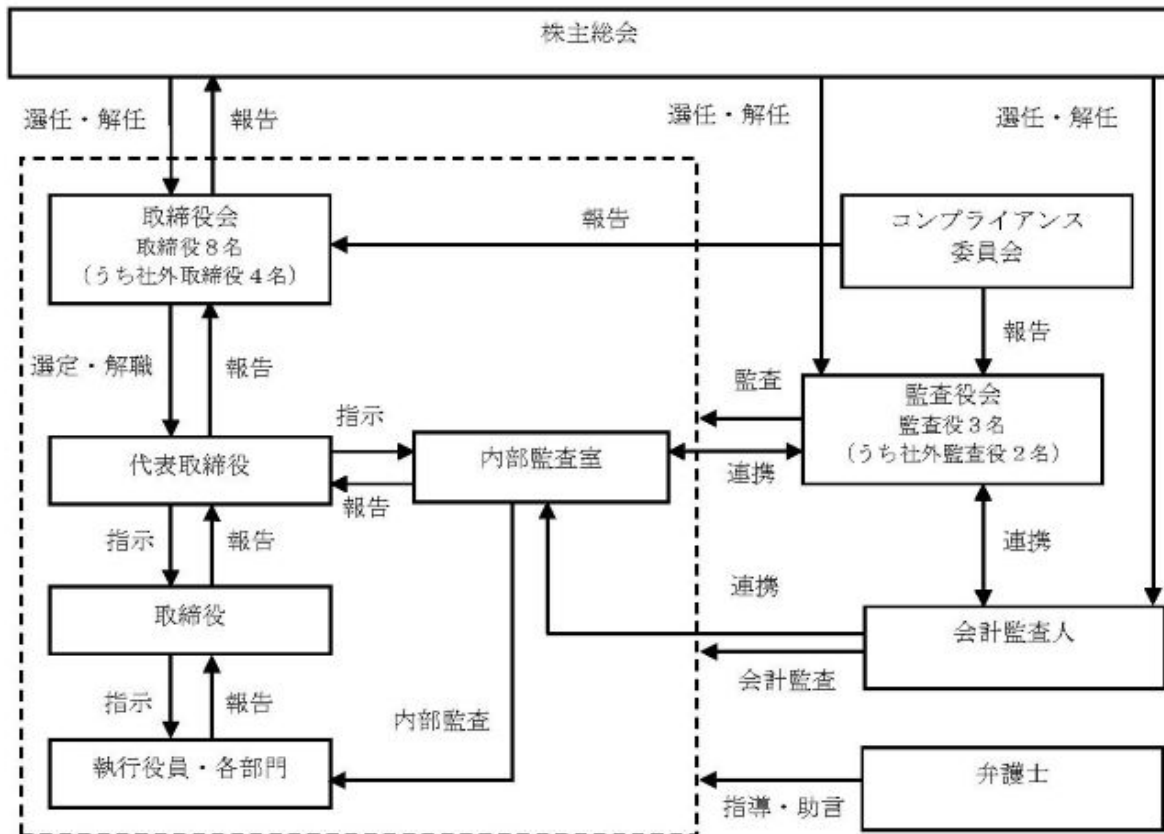 株主総会
選任・解任
報告
選任・解任
選任・解任
取締役会
取締役8名
(うち社外取締役4名)
報告
コンプライアンス
委員会
選定・解職
報告
報告
監査
監査役会
監査役3名
(うち社外監査役2名)
指示
代表取締役
内部監査室
報告
連携
指示
報告
連携
連携
取締役
会計監査人
会計監査
指示
報告
内部監査
執行役員・各部門
弁護士
指導・助言